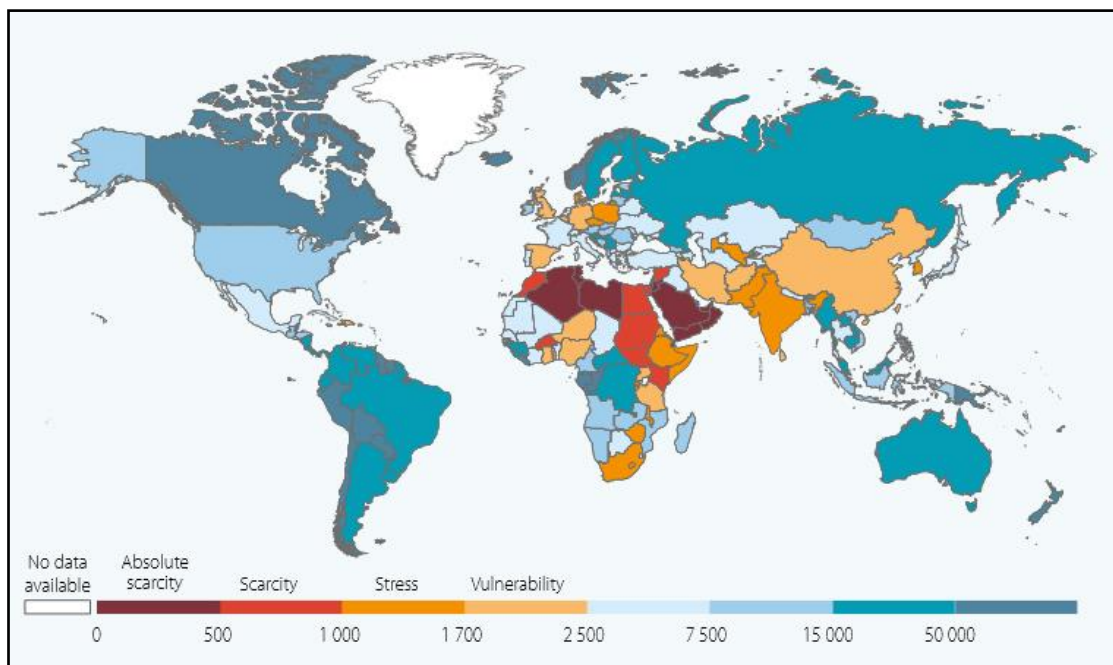 No data available
Absolute scarcity
Scarcity
Stress
Vulnerability
0
500
1 000
1 700
2 500
7 500
15 000
50 000